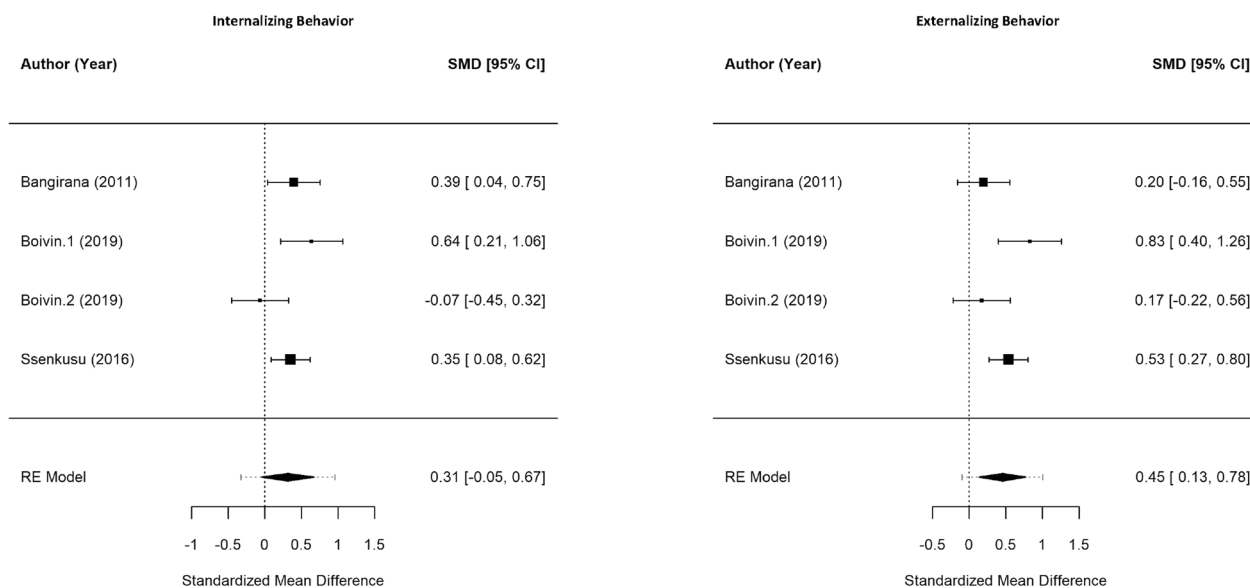 Internalizing Behavior
Author (Year) SMD [95% CI]
Bangirana (2011) 0.39 [ 0.04, 0.75]
Boivin.1 (2019) 0.64 [ 0.21, 1.06]
Boivin.2 (2019) -0.07 [-0.45, 0.32]
Ssenkusu (2016) 0.35 [ 0.08, 0.62]
RE Model 0.31 [-0.05, 0.67]
-1 -0.5 0 0.5 1 1.5
Standardized Mean Difference
Externalizing Behavior
Author (Year) SMD [95% CI]
Bangirana (2011) 0.20 [-0.16, 0.55]
Boivin.1 (2019) 0.83 [ 0.40, 1.26]
Boivin.2 (2019) 0.17 [-0.22, 0.56]
Ssenkusu (2016) 0.53 [ 0.27, 0.80]
RE Model 0.45 [ 0.13, 0.78]
-0.5 0 0.5 1 1.5
Standardized Mean Difference